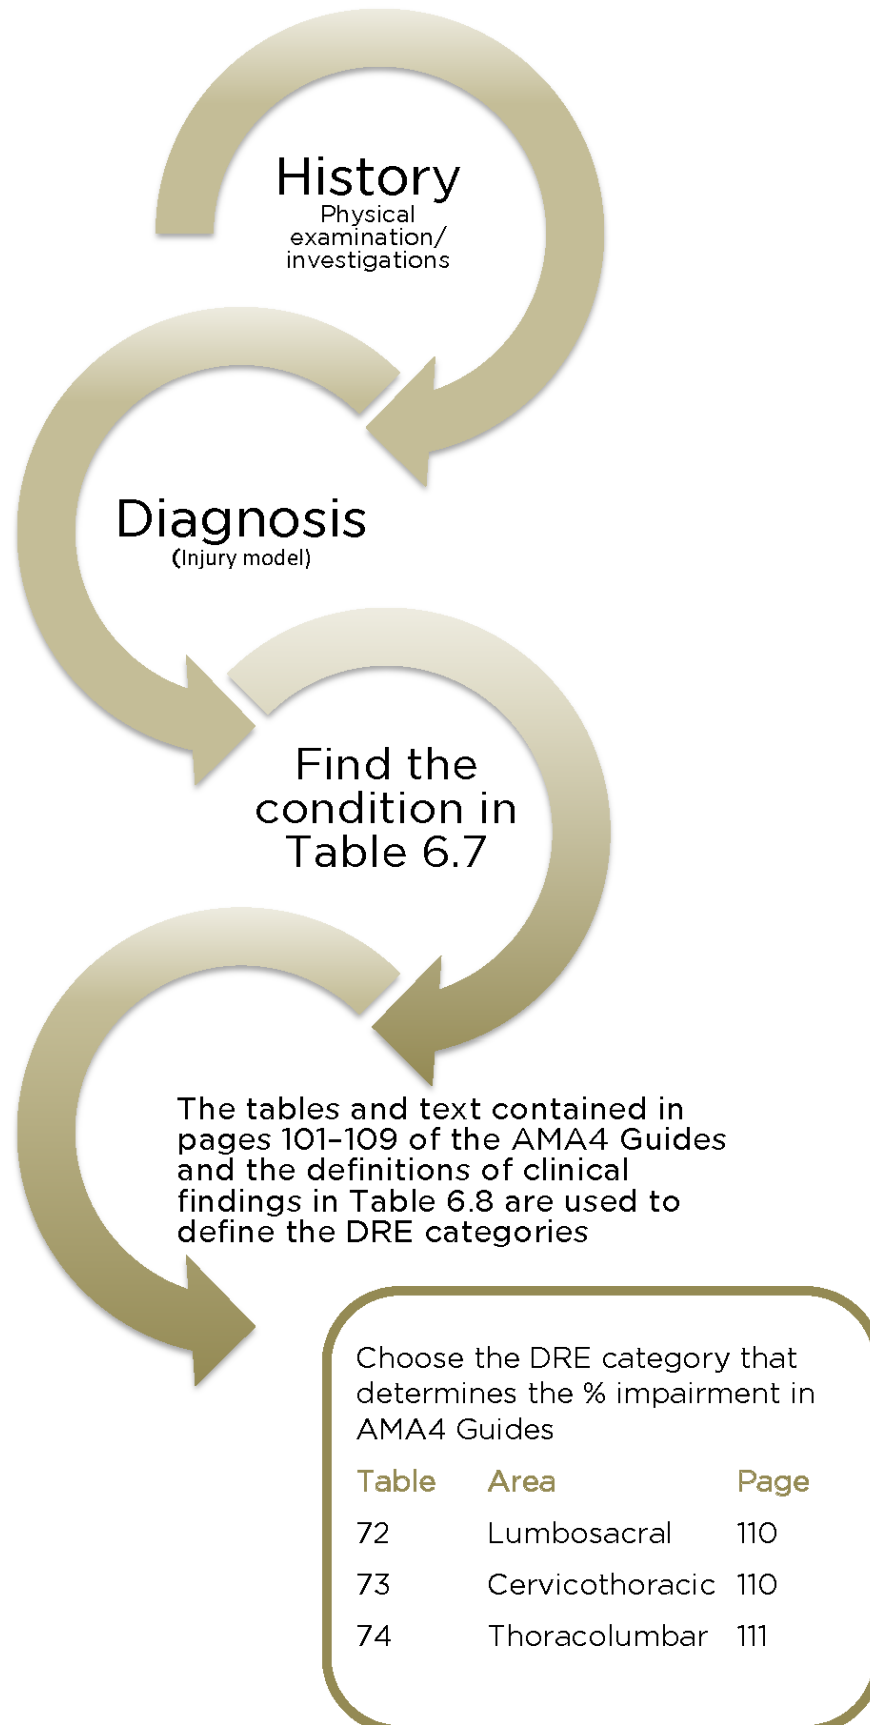 History
Physical
examination/
investigations
Diagnosis
(Injury model)
Find the
condition in
Table 6.7
The tables and text contained in
pages 101–109 of the AMA4 Guides
and the definitions of clinical
findings in Table 6.8 are used to
define the DRE categories
Choose the DRE category that
determines the % impairment in
AMA4 Guides
Table Area Page
72 Lumbosacral 110
73 Cervicothoracic 110
74 Thoracolumbar 111